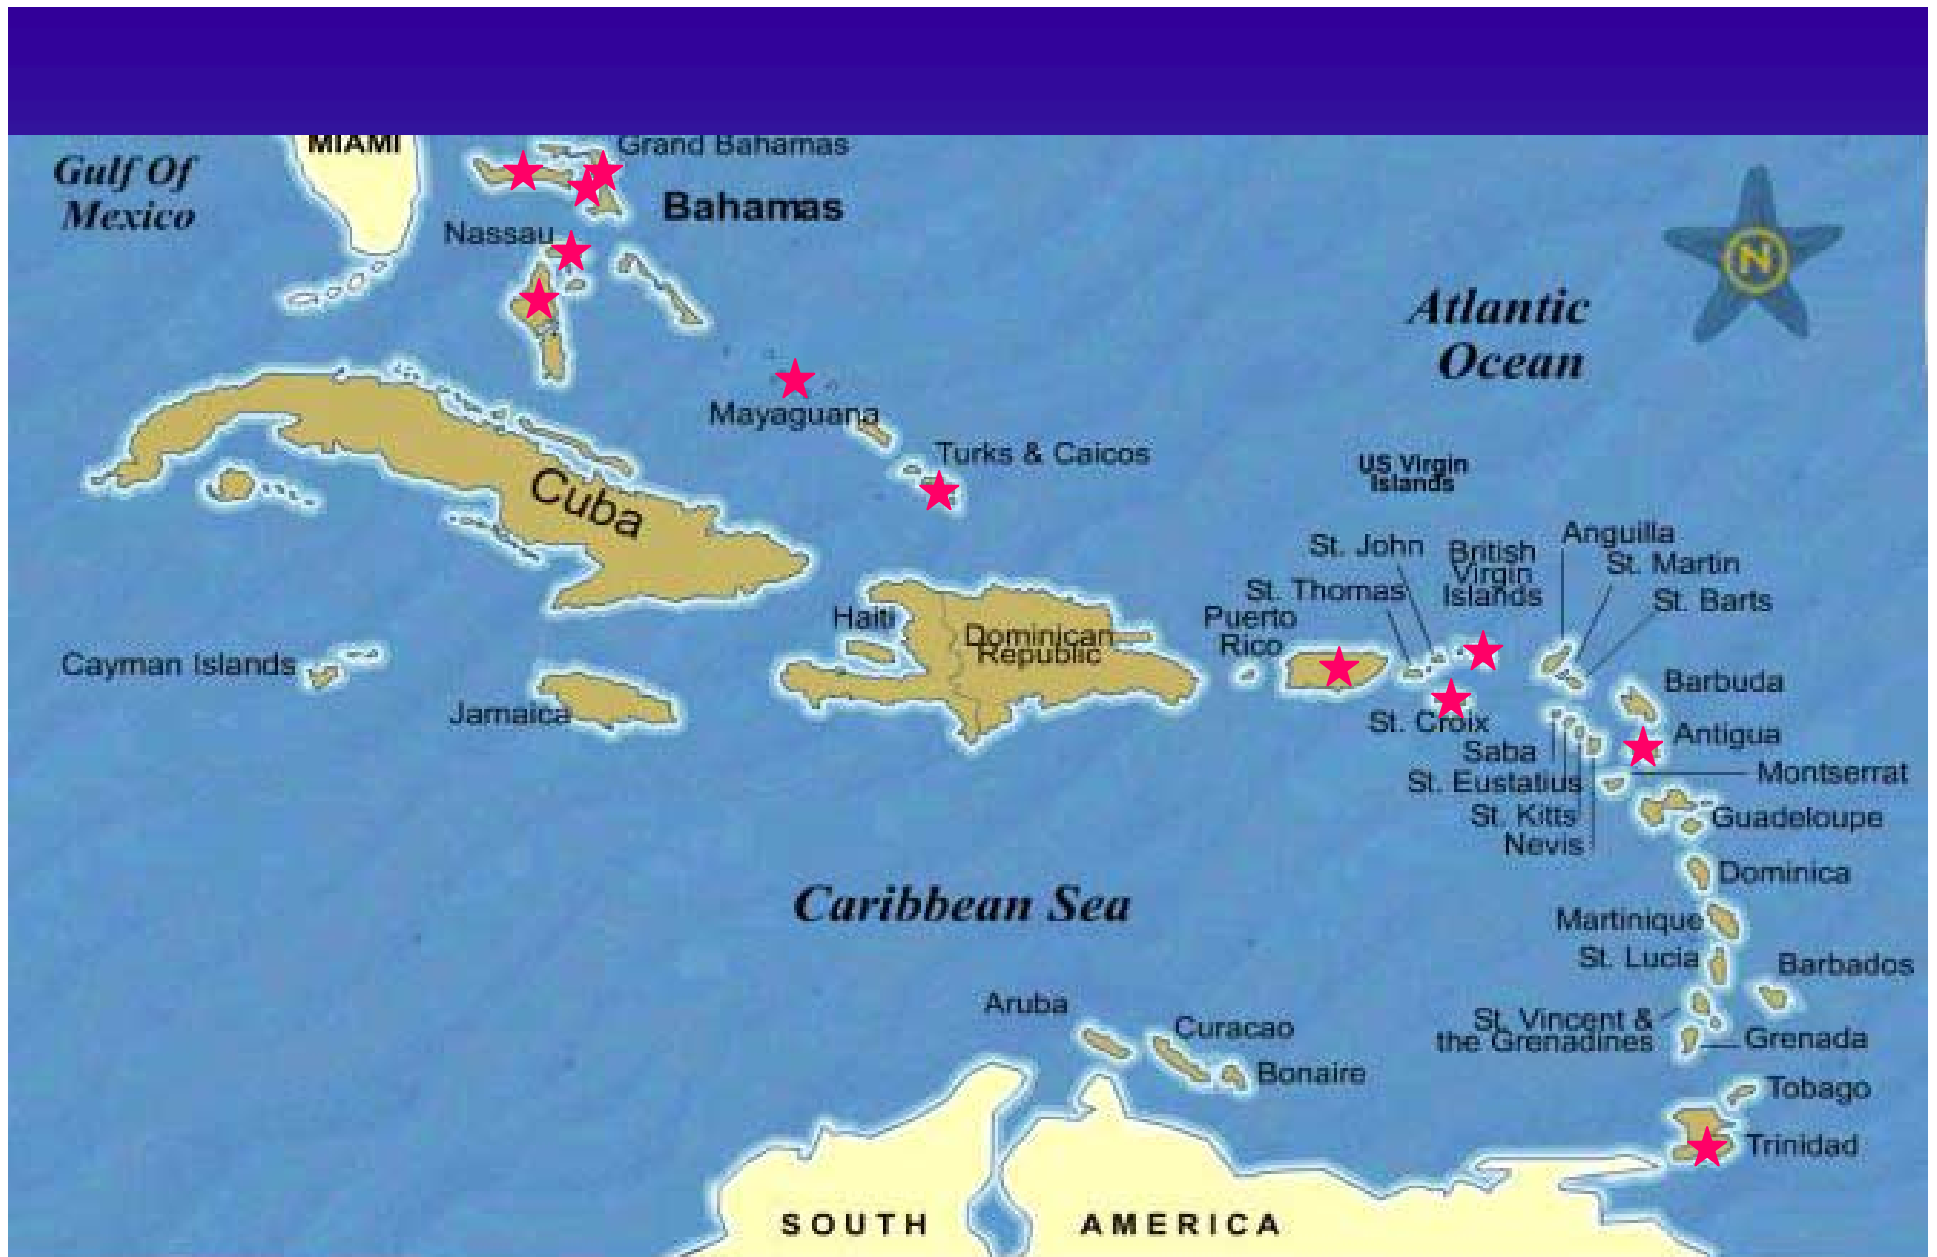 MIAMI
Grand Bahamas
Gulf Of
Mexico
Bahamas
Nassau
N
Atlantic
Ocean
Mayaguana
Turks & Caicos
US Virgin
Islands
Cuba
Anguilla
St. John
British
Virgin
Islands
St. Martin
St. Thomas
St. Barts
Puerto
Rico
Haiti
Dominican
Republic
Cayman Islands
Barbuda
Jamaica
St. Croix
Antigua
Saba
Montserrat
St. Eustatius
St. Kitts
Guadeloupe
Nevis
Dominica
Caribbean Sea
Martinique
St. Lucia
Barbados
Aruba
Curacao
St. Vincent &
the Grenadines
Grenada
Bonaire
Tobago
Trinidad
SOUTH AMERICA